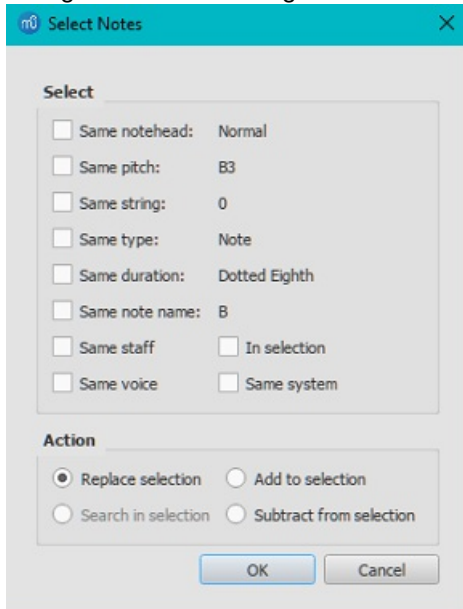 Select Notes
Select
Same notehead: Normal
Same pitch: B3
Same string: 0
Same type: Note
Same duration: Dotted Eighth
Same note name: B
Same staff In selection
Same voice Same system
Action
Replace selection Add to selection
Search in selection Subtract from selection
OK Cancel